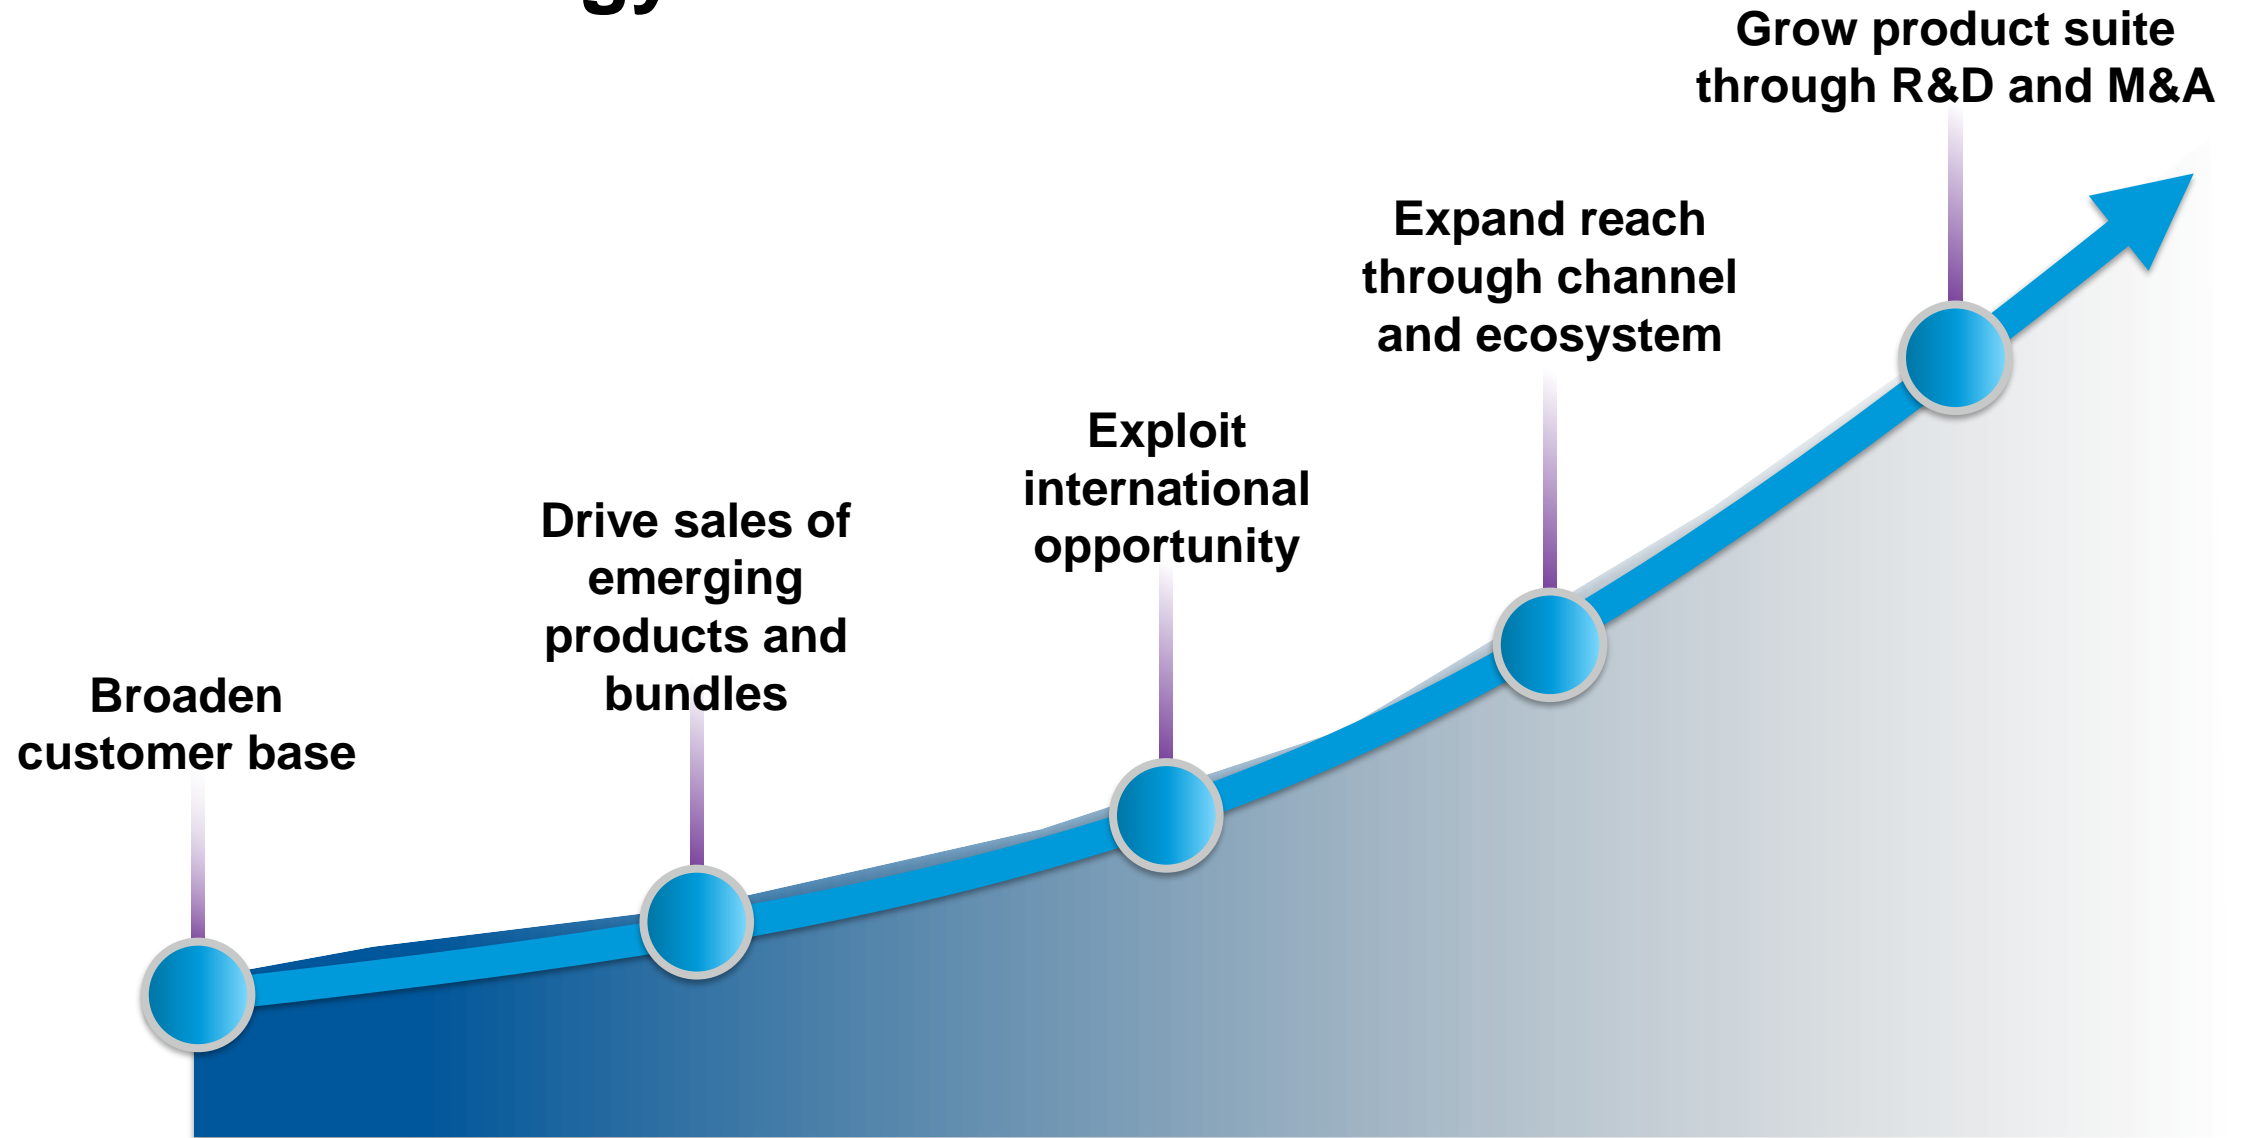 Grow product suite
through R&D and M&A
Expand reach
through channel
and ecosystem
Exploit
international
opportunity
Drive sales of
emerging
products and
bundles
Broaden
customer base